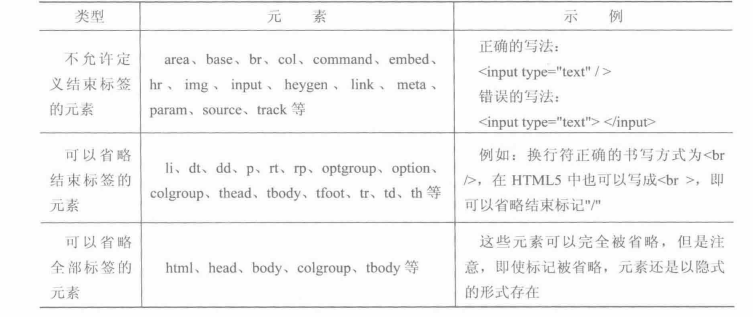 类型
元 素
示 例
不允许定
义结束标签
的元素
area、base、br、col、command、embed、
hr 、 img 、 input 、 heygen 、 link 、 meta 、
param、source、track 等
正确的写法：
<input type="text" / >
错误的写法：
<input type="text"> </input>
可以省略
结束标签的
元素
li、dt、dd、p、rt、rp、optgroup、option、
colgroup、thead、tbody、tfoot、tr、td、th 等
例如：换行符正确的书写方式为<br
/>，在 HTML5 中也可以写成<br >，即
可以省略结束标记"/"
可以省略
全部标签的
元素
html、head、body、colgroup、tbody 等
这些元素可以完全被省略，但是注
意，即使标记被省略，元素还是以隐式
的形式存在